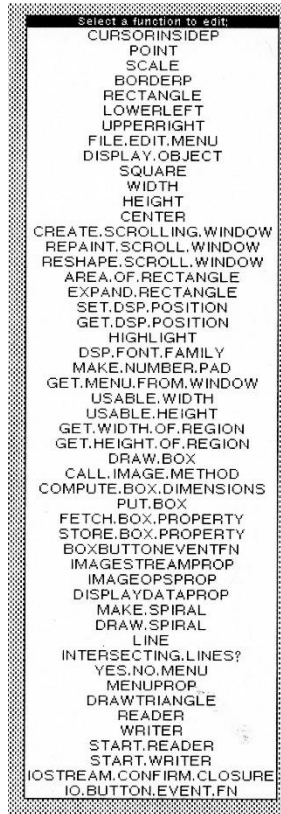 Select a function to edit:
CURSORINSIDEP
POINT
SCALE
BORDERP
RECTANGLE
LOWERLEFT
UPPERRIGHT
FILE.EDIT.MENU
DISPLAY.OBJECT
SQUARE
WIDTH
HEIGHT
CENTER
CREATE.SCROLLING.WINDOW
REPAINT.SCROLL.WINDOW
RESHAPE.SCROLL.WINDOW
AREA.OF.RECTANGLE
EXPAND.RECTANGLE
SET.DSP.POSITION
GET.DSP.POSITION
HIGHLIGHT
DSP.FONT.FAMILY
MAKE.NUMBER.PAD
GET.MENU.FROM.WINDOW
USABLE.WIDTH
USABLE.HEIGHT
GET.WIDTH.OF.REGION
GET.HEIGHT.OF.REGION
DRAW.BOX
CALL.IMAGE.METHOD
COMPUTE.BOX.DIMENSIONS
PUT.BOX
FETCH.BOX.PROPERTY
STORE.BOX.PROPERTY
BOXBUTTONEVENTFN
IMAGESTREAMPROP
IMAGEOPSPROP
DISPLAYDATAPROP
MAKE.SPIRAL
DRAW.SPIRAL
LINE
INTERSECTING.LINES?
YES.NO.MENU
MENUPROP
DRAWTRIANGLE
READER
WRITER
START.READER
START.WRITER
IOSTREAM.CONFIRM.CLOSURE
IO.BUTTON.EVENT.FN